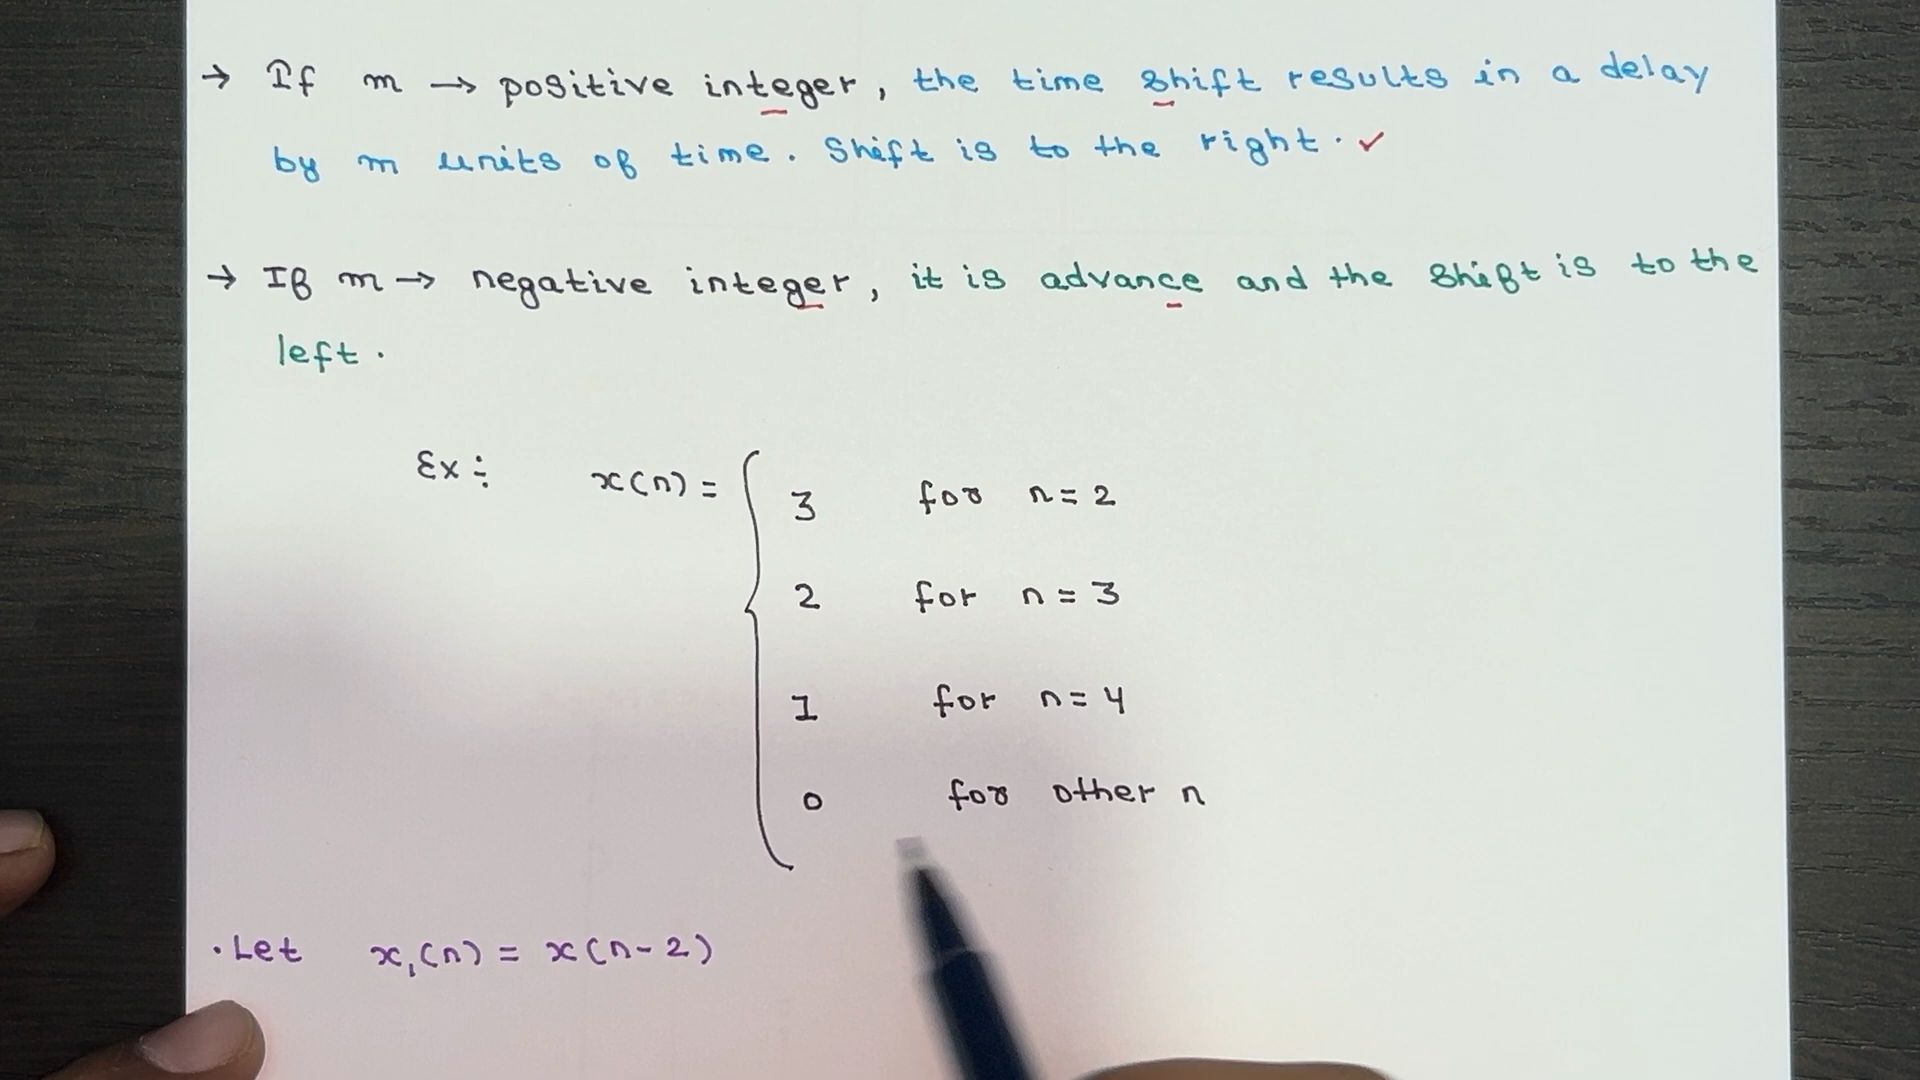 → If m → positive integer, the time shift results in a delay
by m units of time. Shift is to the right. ✓
→ If m → negative integer, it is advance and the shift is to the
left.
Ex ÷ x(n) = { 3 for n = 2
2 for n = 3
1 for n = 4
0 for other n
. Let x₁(n) = x(n - 2)